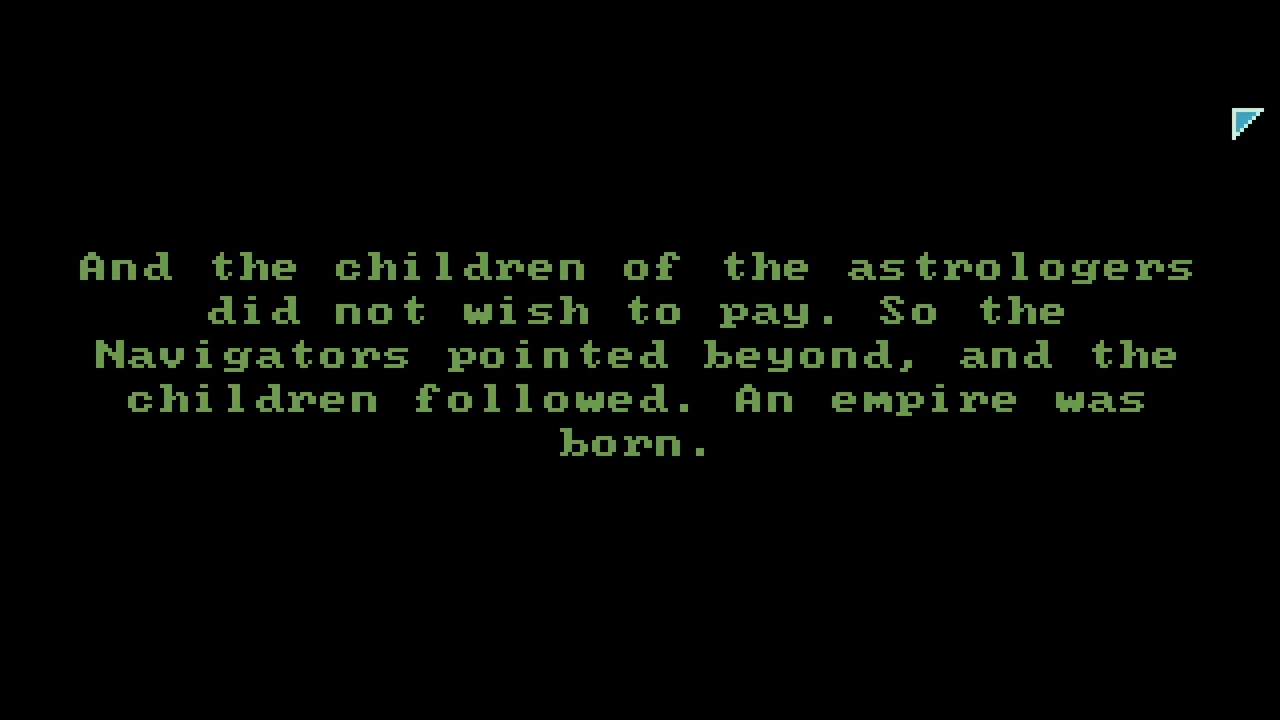 And the children of the astrologers
did not wish to pay. So the
Navigators pointed beyond, and the
children followed. An empire was
born.